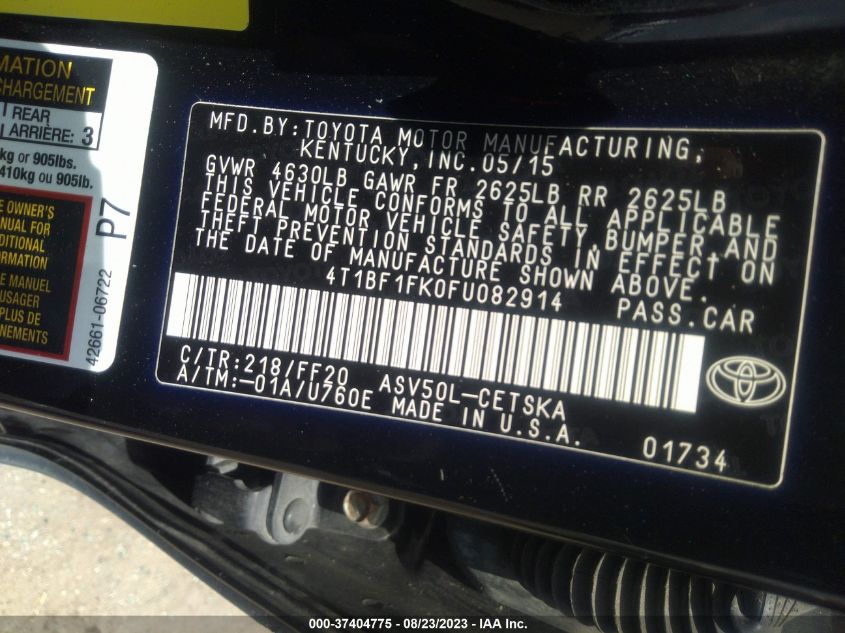 MATION
CHARGEMENT
REAR
ARRIÈRE: 3
kg or 905lbs.
410kg ou 905lb.
E OWNER'S
ANUAL FOR
DDITIONAL
ORMATION
E MANUEL
USAGER
PLUS DE
GNEMENTS
42661-06722 P7
MFD.BY:TOYOTA MOTOR MANUFACTURING,
KENTUCKY,INC.05/15
GVWR 4630LB GAWR FR 2625LB RR 2625LB
THIS VEHICLE CONFORMS TO ALL APPLICABLE
FEDERAL MOTOR VEHICLE SAFETY,BUMPER,AND
THEFT PREVENTION STANDARDS IN EFFECT ON
THE DATE OF MANUFACTURE SHOWN ABOVE.
4T1BF1FK0FU082914 PASS.CAR
C/TR:218/FF20 ASV50L-CETSKA
A/TM:-01A/U760E MADE IN U.S.A.
01734
000-37404775 - 08/23/2023 - IAA Inc.